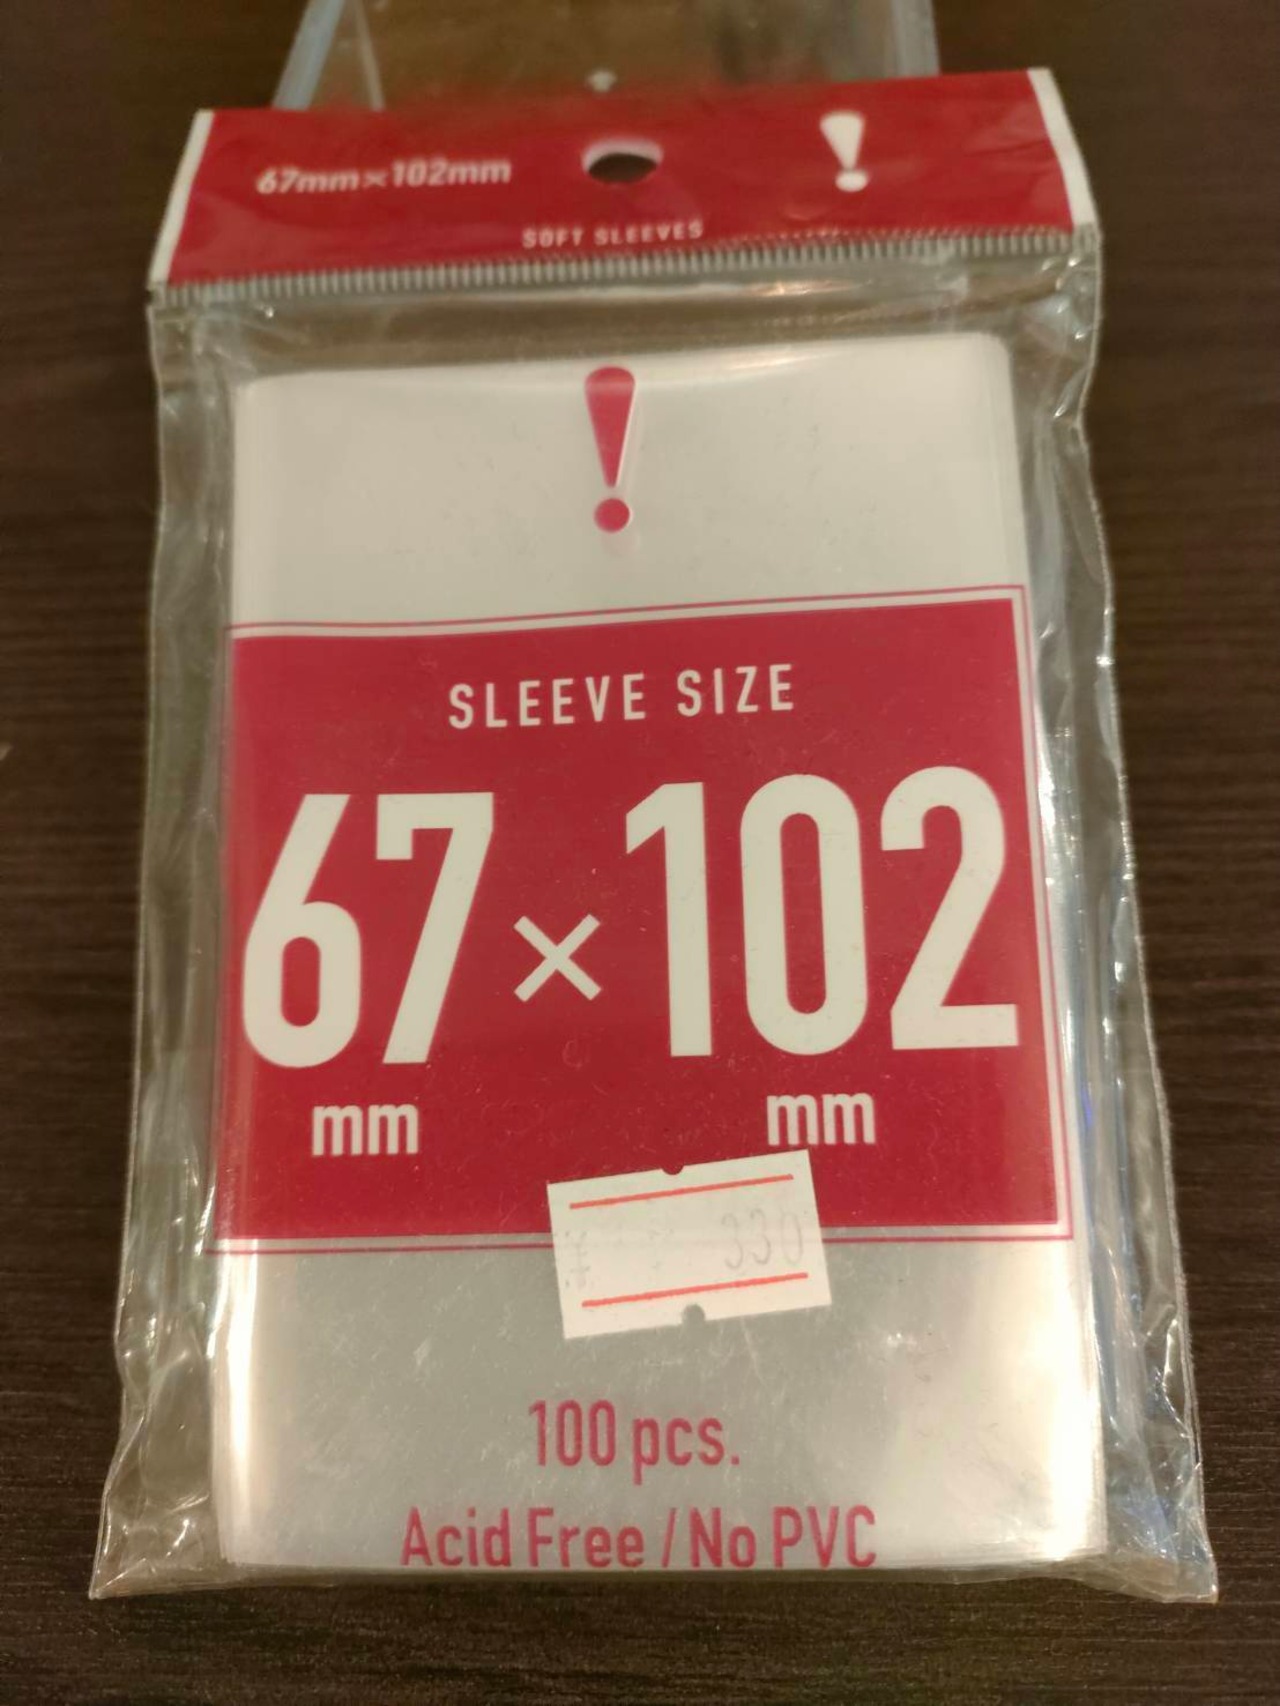 67mm×102mm
!
SOFT SLEEVES
!
SLEEVE SIZE
67×102
mm mm
330
100 pcs.
Acid Free / No PVC